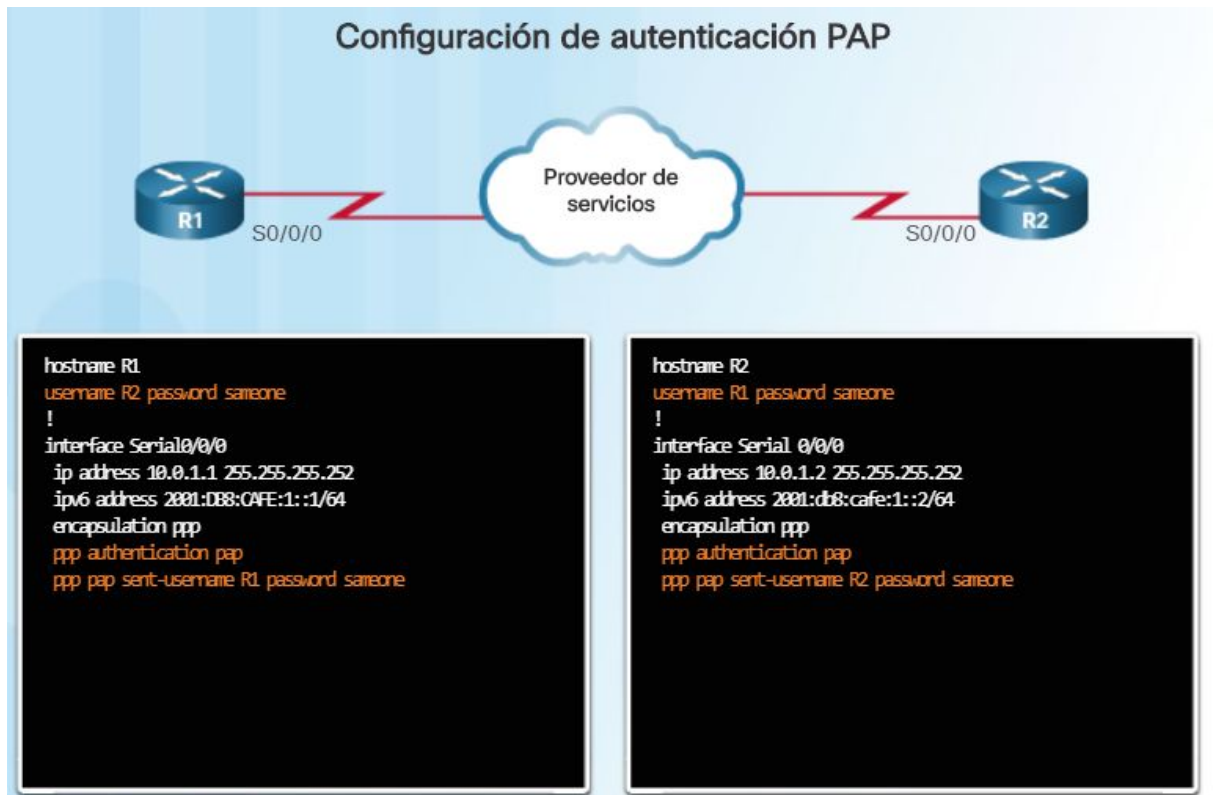 Configuración de autenticación PAP
Proveedor de
servicios
R1
S0/0/0
S0/0/0
R2
hostname R1
username R2 password sameone
!
interface Serial0/0/0
ip address 10.0.1.1 255.255.255.252
ipv6 address 2001:DB8:CAFE:1::1/64
encapsulation ppp
ppp authentication pap
ppp pap sent-username R1 password sameone
hostname R2
username R1 password sameone
!
interface Serial 0/0/0
ip address 10.0.1.2 255.255.255.252
ipv6 address 2001:db8:cafe:1::2/64
encapsulation ppp
ppp authentication pap
ppp pap sent-username R2 password sameone